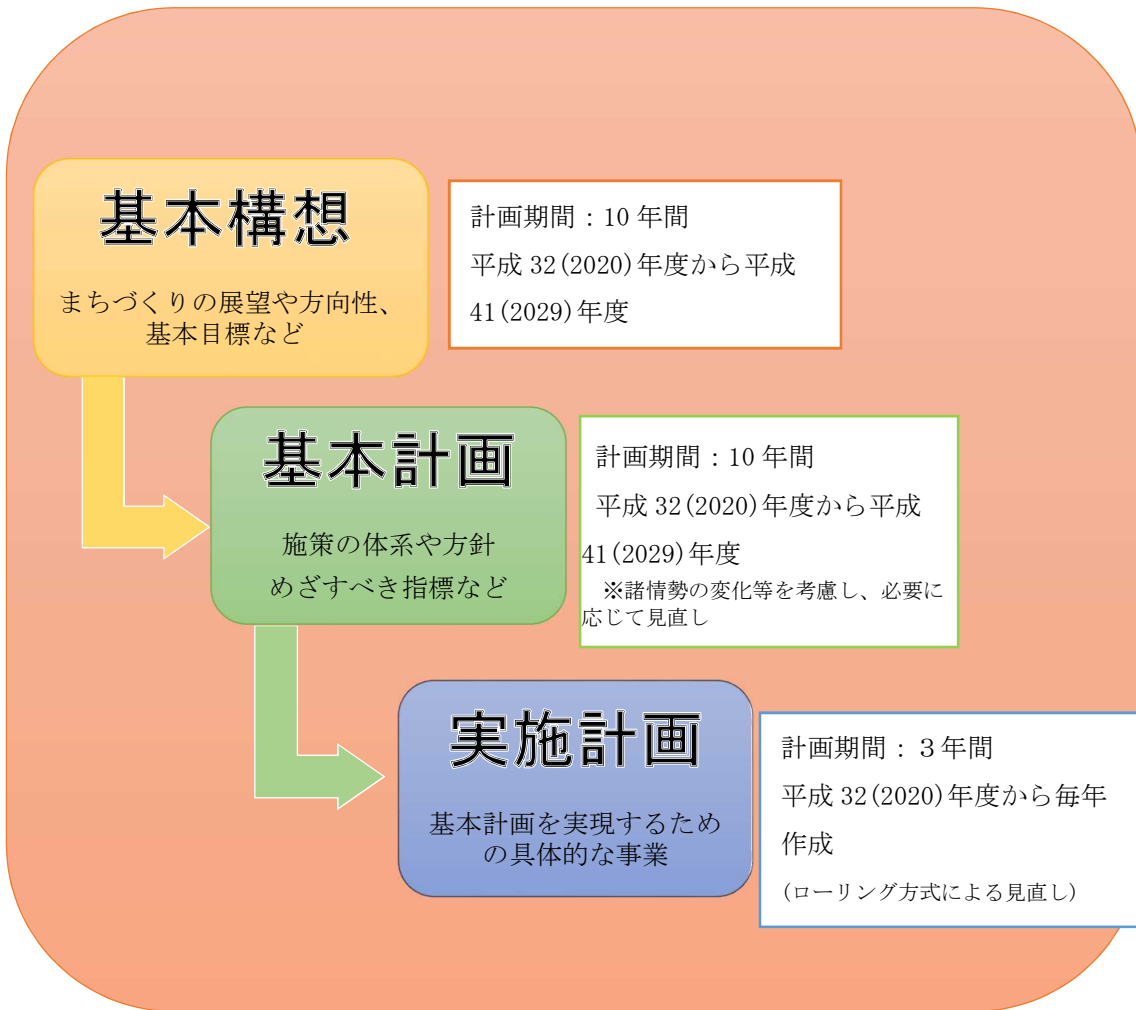 基本構想
まちづくりの展望や方向性、
基本目標など
計画期間：10 年間
平成 32(2020)年度から平成
41(2029)年度
基本計画
施策の体系や方針
めざすべき指標など
計画期間：10 年間
平成 32(2020)年度から平成
41(2029)年度
※諸情勢の変化等を考慮し、必要に
応じて見直し
実施計画
基本計画を実現するため
の具体的な事業
計画期間：３年間
平成 32(2020)年度から毎年
作成
(ローリング方式による見直し)